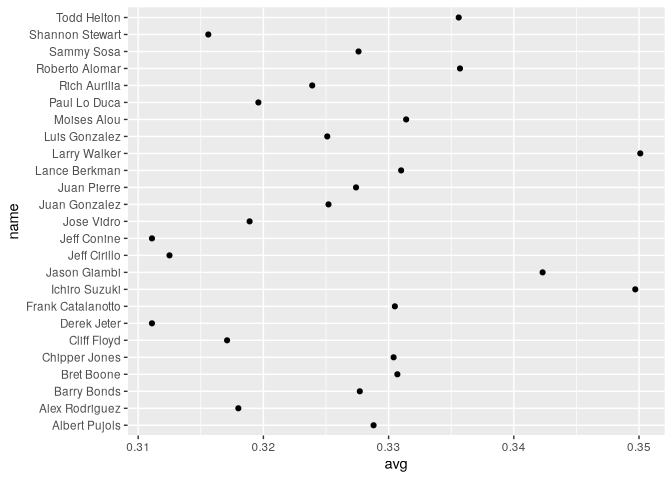 Todd Helton
Shannon Stewart
Sammy Sosa
Roberto Alomar
Rich Aurilia
Paul Lo Duca
Moises Alou
Luis Gonzalez
Larry Walker
Lance Berkman
Juan Pierre
Juan Gonzalez
Jose Vidro
Jeff Conine
Jeff Cirillo
Jason Giambi
Ichiro Suzuki
Frank Catalanotto
Derek Jeter
Cliff Floyd
Chipper Jones
Bret Boone
Barry Bonds
Alex Rodriguez
Albert Pujols
name
0.31 0.32 0.33 0.34 0.35
avg